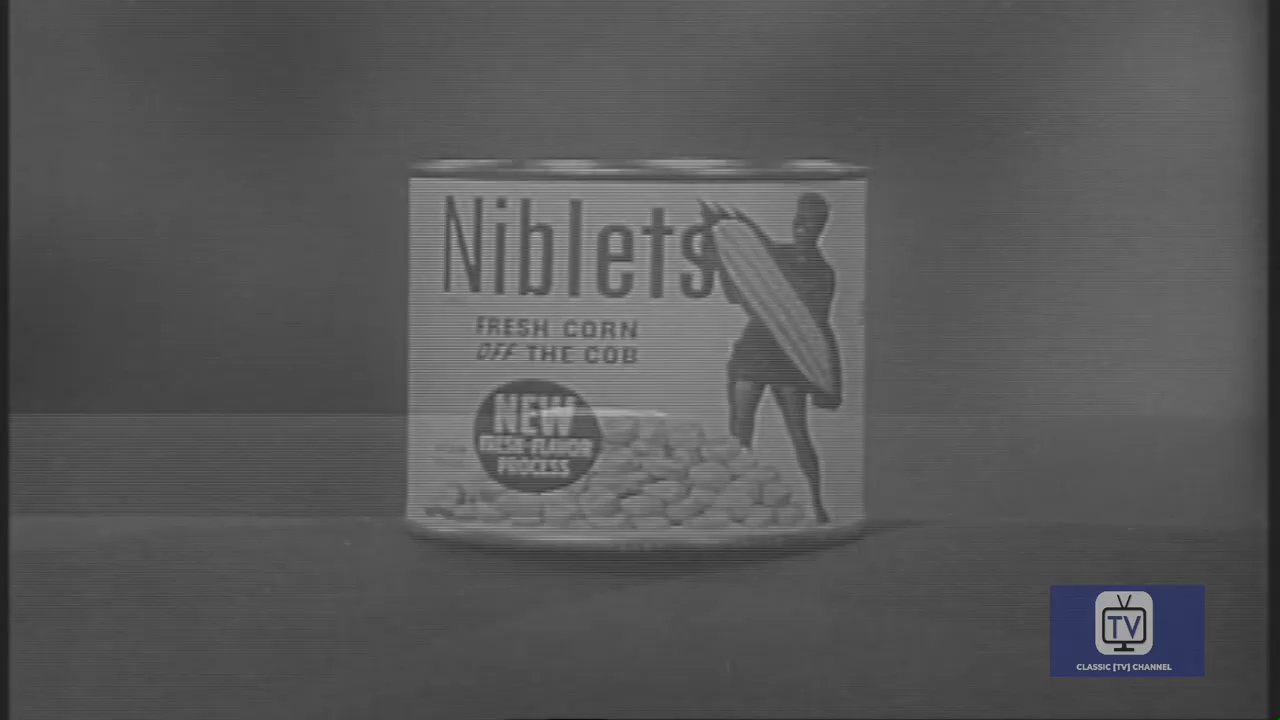 Niblets
FRESH CORN
OFF THE COB
NEW
FRESH-FLAVOR
PROCESS
TV
CLASSIC [TV] CHANNEL